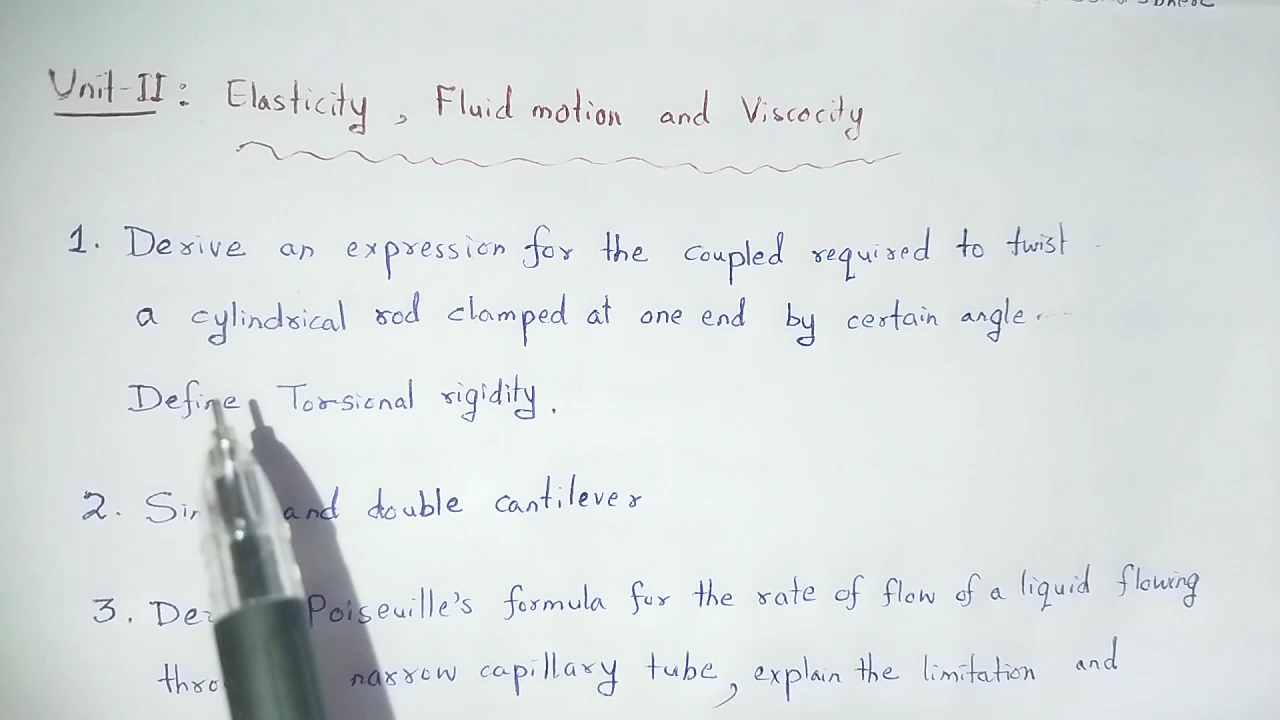 Unit-II: Elasticity, Fluid motion and Viscocity
1. Derive an expression for the coupled required to twist
a cylindrical rod clamped at one end by certain angle.
Define Torsional rigidity.
2. and double cantilever
3. Poiseuille's formula for the rate of flow of a liquid flowing
narrow capillary tube, explain the limitation and